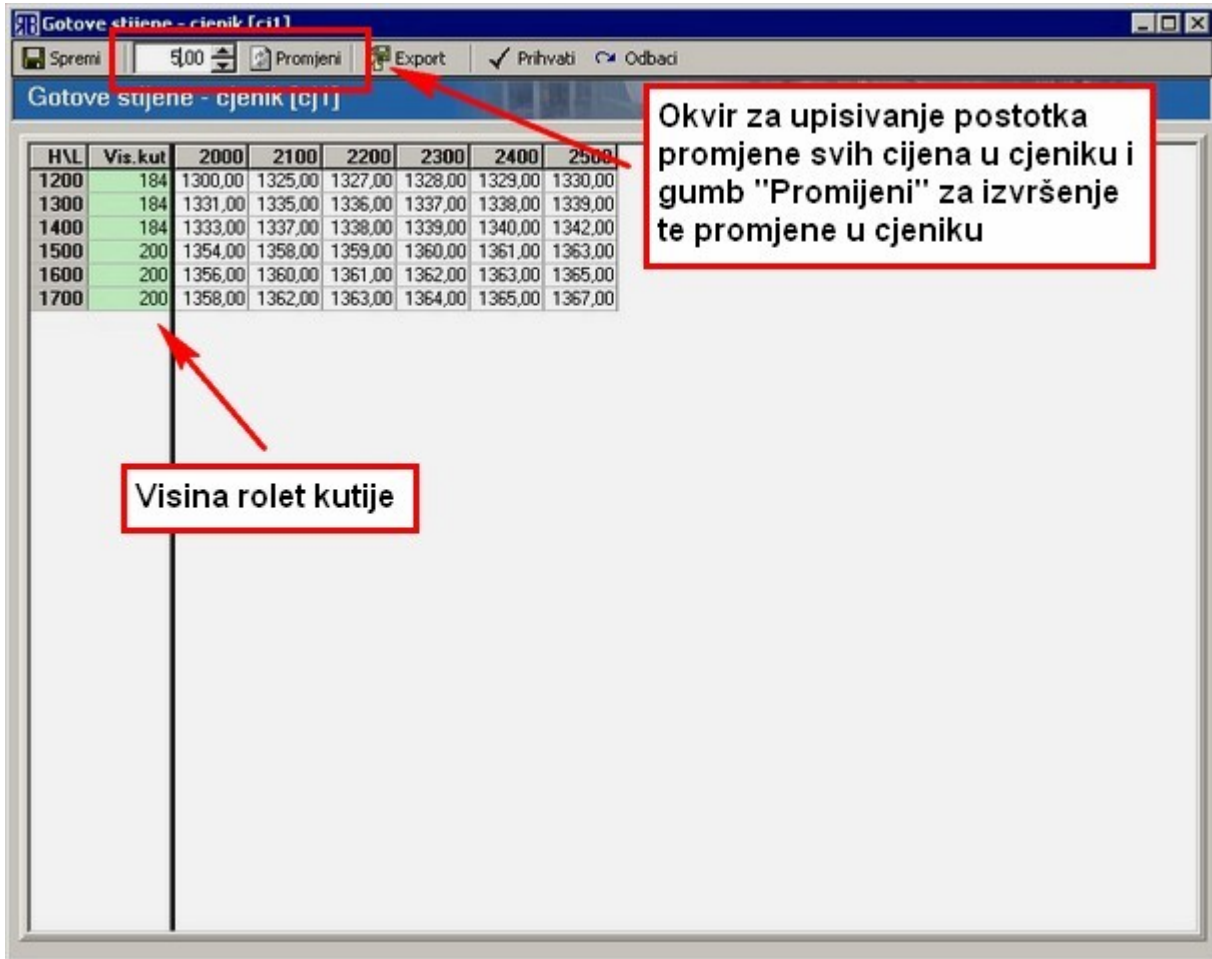 Gotove stijene - cjenik [cj1]
Spremi 5,00 Promjeni Export Prihvati Odbaci
Gotove stijene - cjenik [cj1]
Okvir za upisivanje postotka
promjene svih cijena u cjeniku i
gumb "Promijeni" za izvršenje
te promjene u cjeniku
H\L Vis.kut 2000 2100 2200 2300 2400 2500
1200 184 1300,00 1325,00 1327,00 1328,00 1329,00 1330,00
1300 184 1331,00 1335,00 1336,00 1337,00 1338,00 1339,00
1400 184 1333,00 1337,00 1338,00 1339,00 1340,00 1342,00
1500 200 1354,00 1358,00 1359,00 1360,00 1361,00 1363,00
1600 200 1356,00 1360,00 1361,00 1362,00 1363,00 1365,00
1700 200 1358,00 1362,00 1363,00 1364,00 1365,00 1367,00
Visina rolet kutije